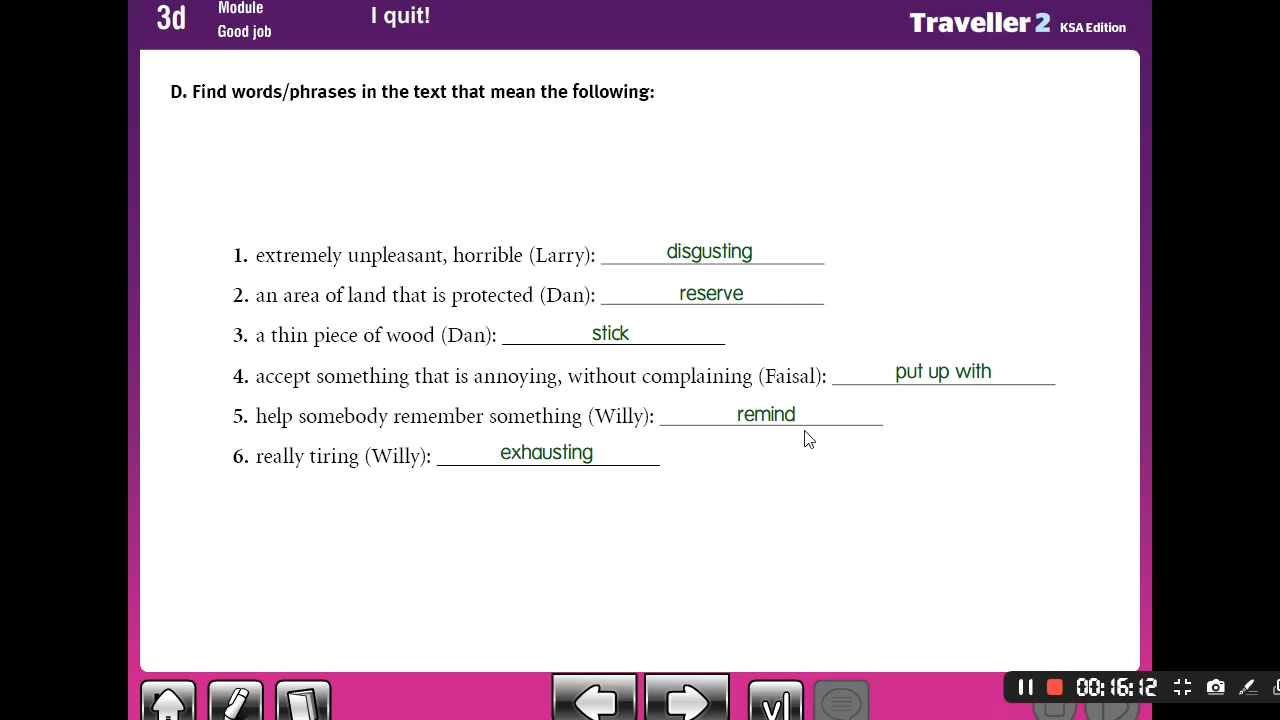 3d
Module
Good job
I quit!
Traveller 2 KSA Edition
D. Find words/phrases in the text that mean the following:
1. extremely unpleasant, horrible (Larry): disgusting
2. an area of land that is protected (Dan): reserve
3. a thin piece of wood (Dan): stick
4. accept something that is annoying, without complaining (Faisal): put up with
5. help somebody remember something (Willy): remind
6. really tiring (Willy): exhausting
00:16:12